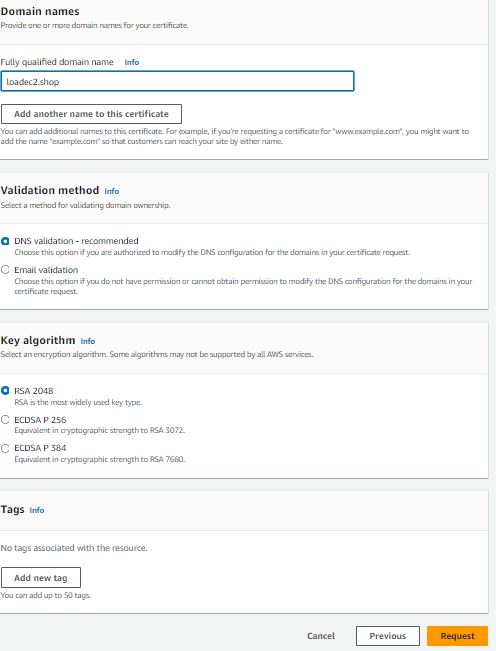 Domain names
Provide one or more domain names for your certificate.
Fully qualified domain name Info
loadec2.shop
Add another name to this certificate
You can add additional names to this certificate. For example, if you're requesting a certificate for "www.example.com", you might want to
add the name "example.com" so that customers can reach your site by either name.
Validation method Info
Select a method for validating domain ownership.
DNS validation - recommended
Choose this option if you are authorized to modify the DNS configuration for the domains in your certificate request.
Email validation
Choose this option if you do not have permission or cannot obtain permission to modify the DNS configuration for the domains in your
certificate request.
Key algorithm Info
Select an encryption algorithm. Some algorithms may not be supported by all AWS services.
RSA 2048
RSA is the most widely used key type.
ECDSA P 256
Equivalent in cryptographic strength to RSA 3072.
ECDSA P 384
Equivalent in cryptographic strength to RSA 7680.
Tags Info
No tags associated with the resource.
Add new tag
You can add up to 50 tags.
Cancel Previous Request